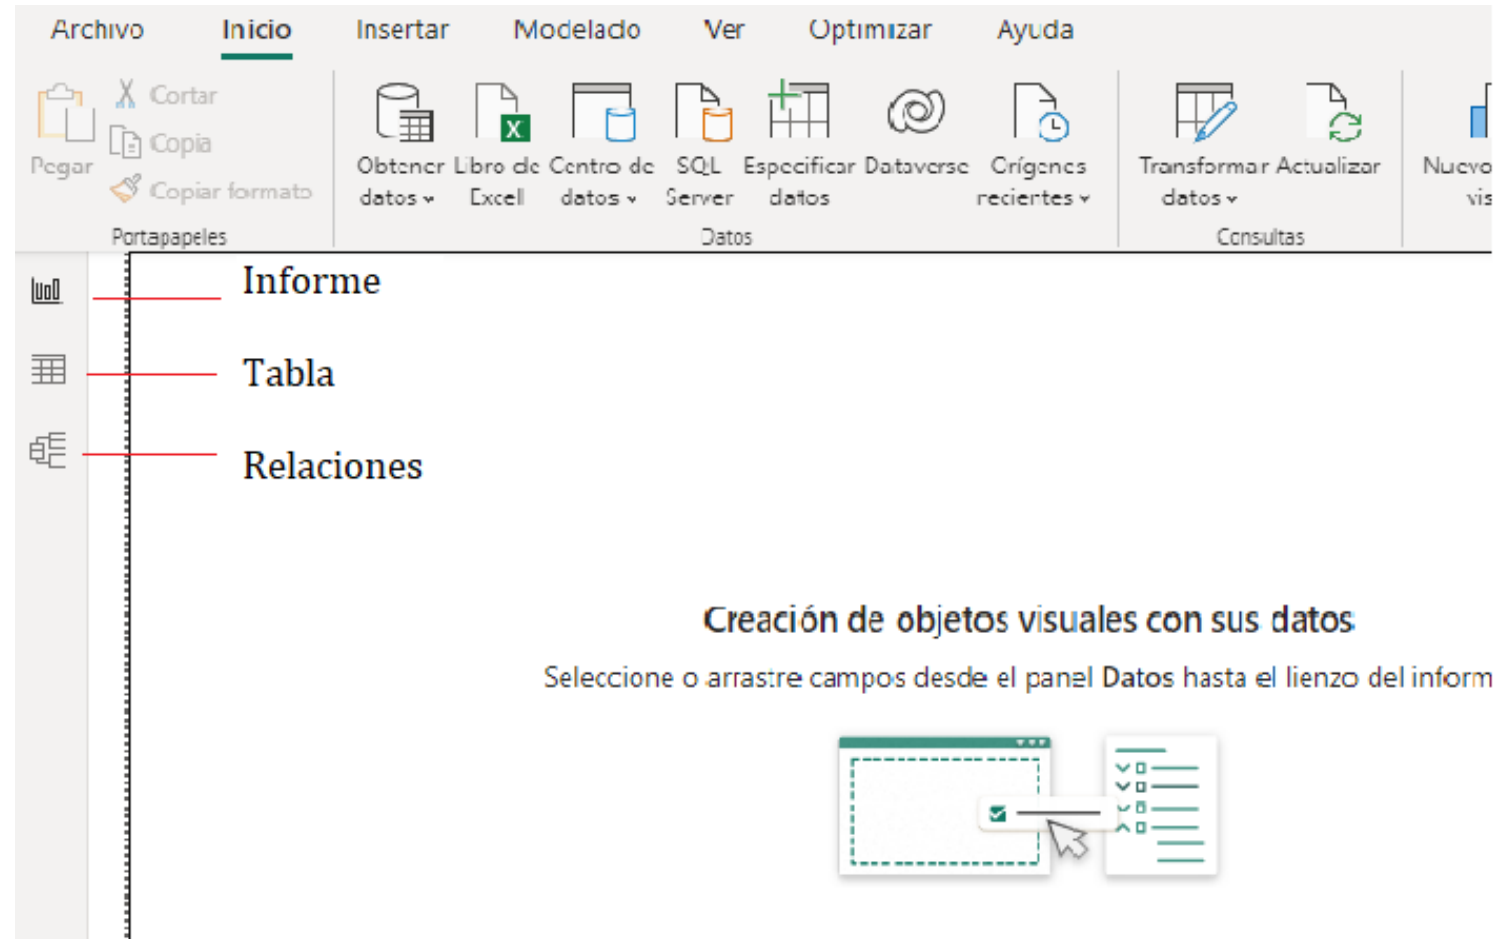 Archivo Inicio Insertar Modelado Ver Optimizar Ayuda
Pegar
Cortar
Copia
Copiar formato
Portapapeles
Obtener datos
Libro de Excel
Centro de datos
SQL Server
Especificar datos
Dataverse
Orígenes recientes
Datos
Transformar datos
Actualizar
Consultas
Nuevo
vis
Informe
Tabla
Relaciones
Creación de objetos visuales con sus datos
Seleccione o arrastre campos desde el panel Datos hasta el lienzo del inform